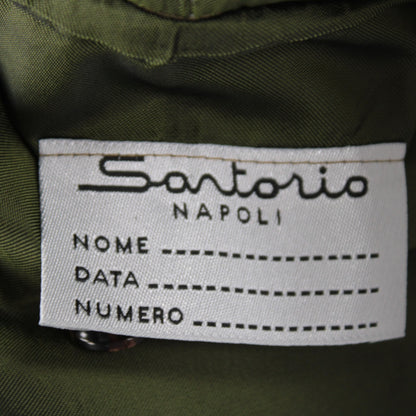 Sartorio
NAPOLI
NOME
DATA
NUMERO